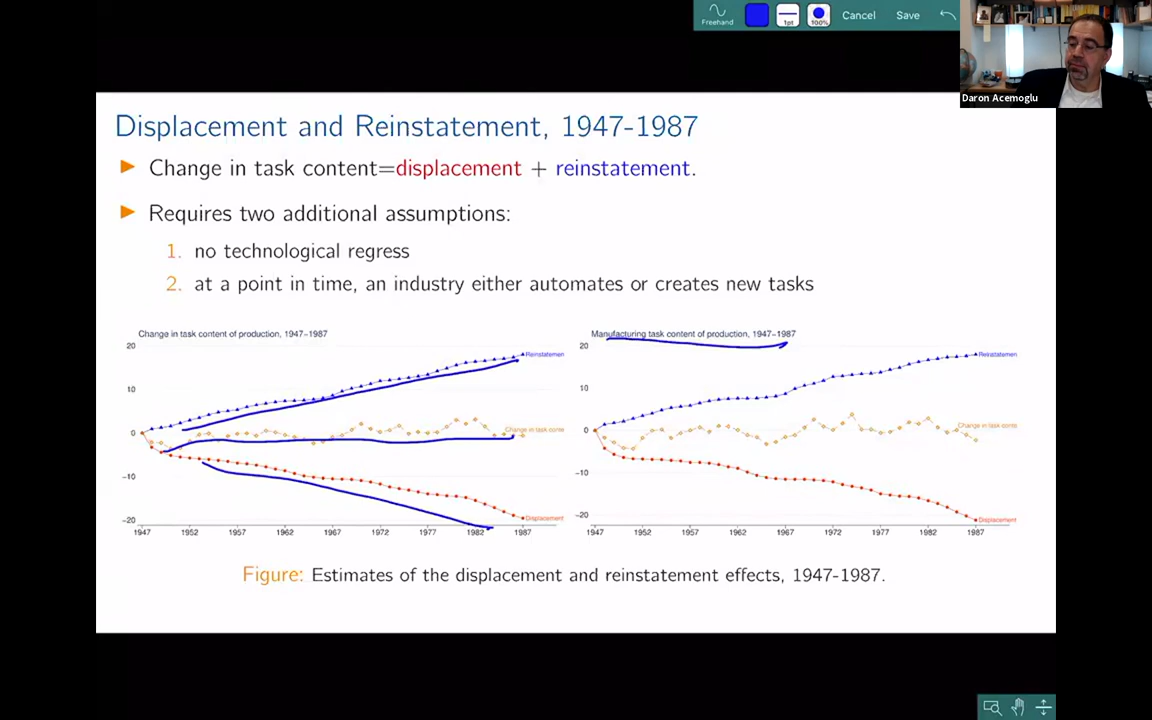 Freehand
1pt
100%
Cancel
Save
Daron Acemoglu
Displacement and Reinstatement, 1947-1987
Change in task content=displacement + reinstatement.
Requires two additional assumptions:
1. no technological regress
2. at a point in time, an industry either automates or creates new tasks
Change in task content of production, 1947–1987
20
10
0
−10
−20
Reinstatemen
Change in task conte
Displacement
1947 1952 1957 1962 1967 1972 1977 1982 1987
Manufacturing task content of production, 1947–1987
20
10
0
−10
−20
Reinstatemen
Change in task conte
Displacement
1947 1952 1957 1962 1967 1972 1977 1982 1987
Figure: Estimates of the displacement and reinstatement effects, 1947-1987.